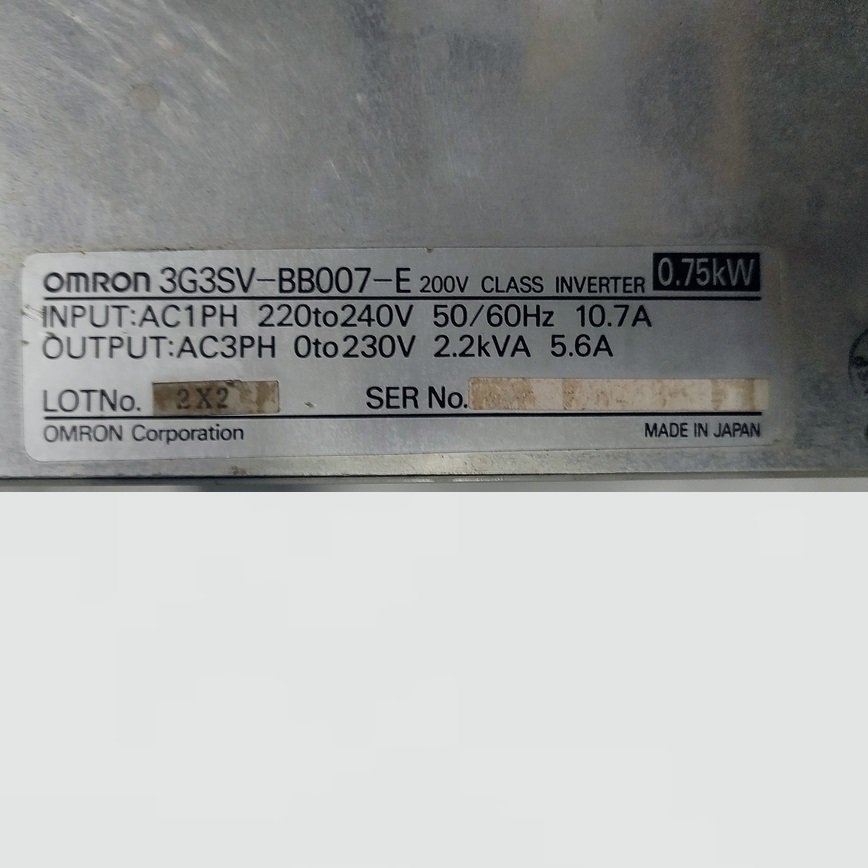 omron 3G3SV-BB007-E 200V CLASS INVERTER 0.75kW
INPUT:AC1PH 220to240V 50/60Hz 10.7A
OUTPUT:AC3PH 0to230V 2.2kVA 5.6A
LOTNo. 2X2 SER No.
OMRON Corporation MADE IN JAPAN